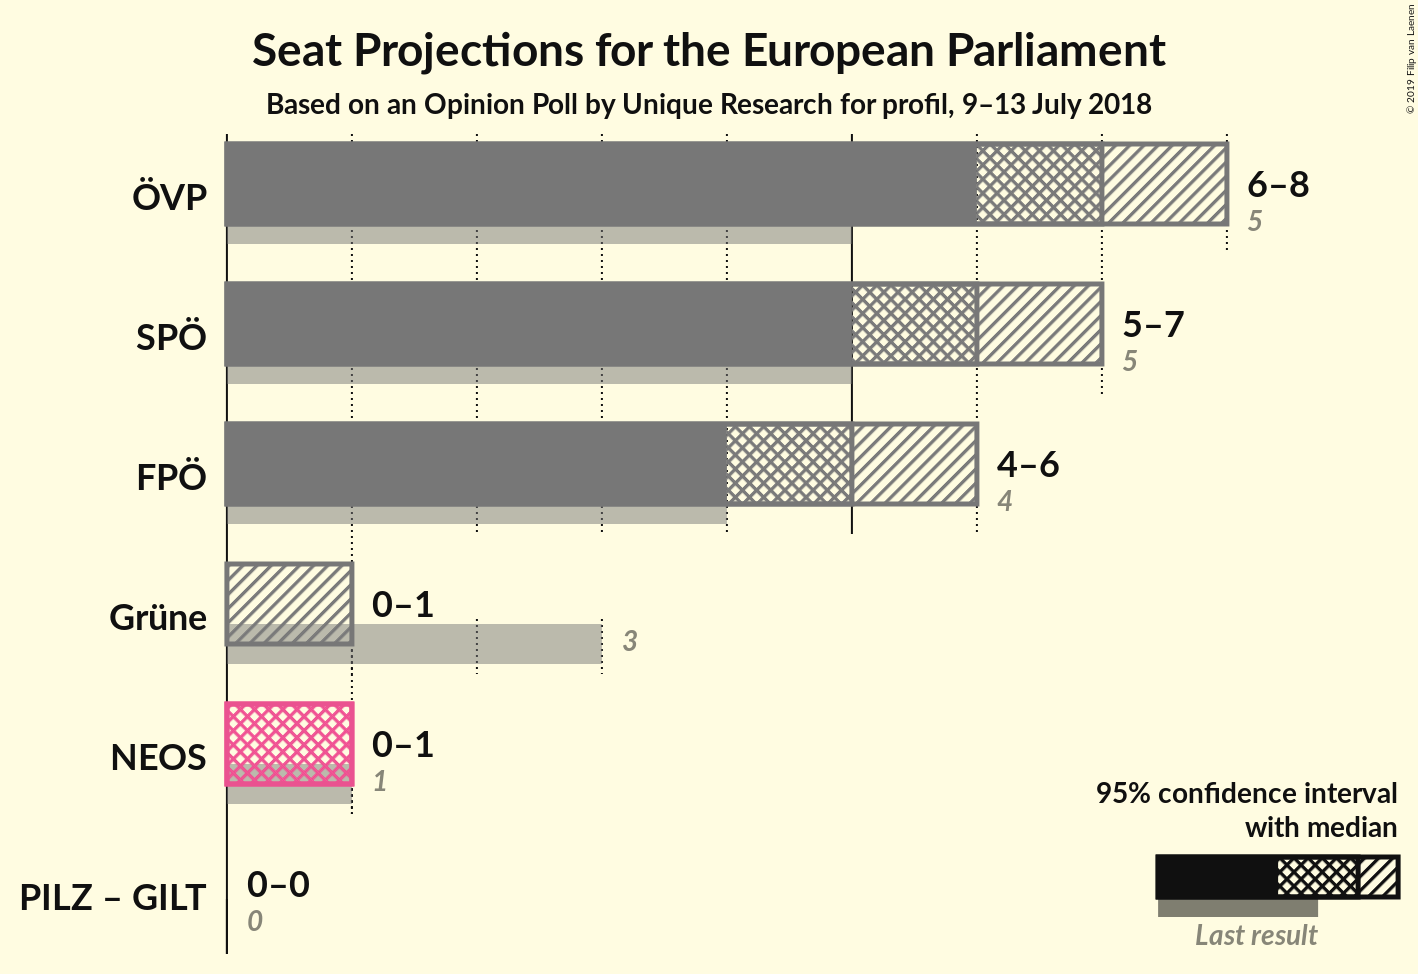 Seat Projections for the European Parliament
Based on an Opinion Poll by Unique Research for profil, 9–13 July 2018
© 2019 Filip van Laenen
ÖVP
6–8
5
SPÖ
5–7
5
FPÖ
4–6
4
Grüne
0–1
3
NEOS
0–1
1
PILZ – GILT
0–0
0
95% confidence interval
with median
Last result